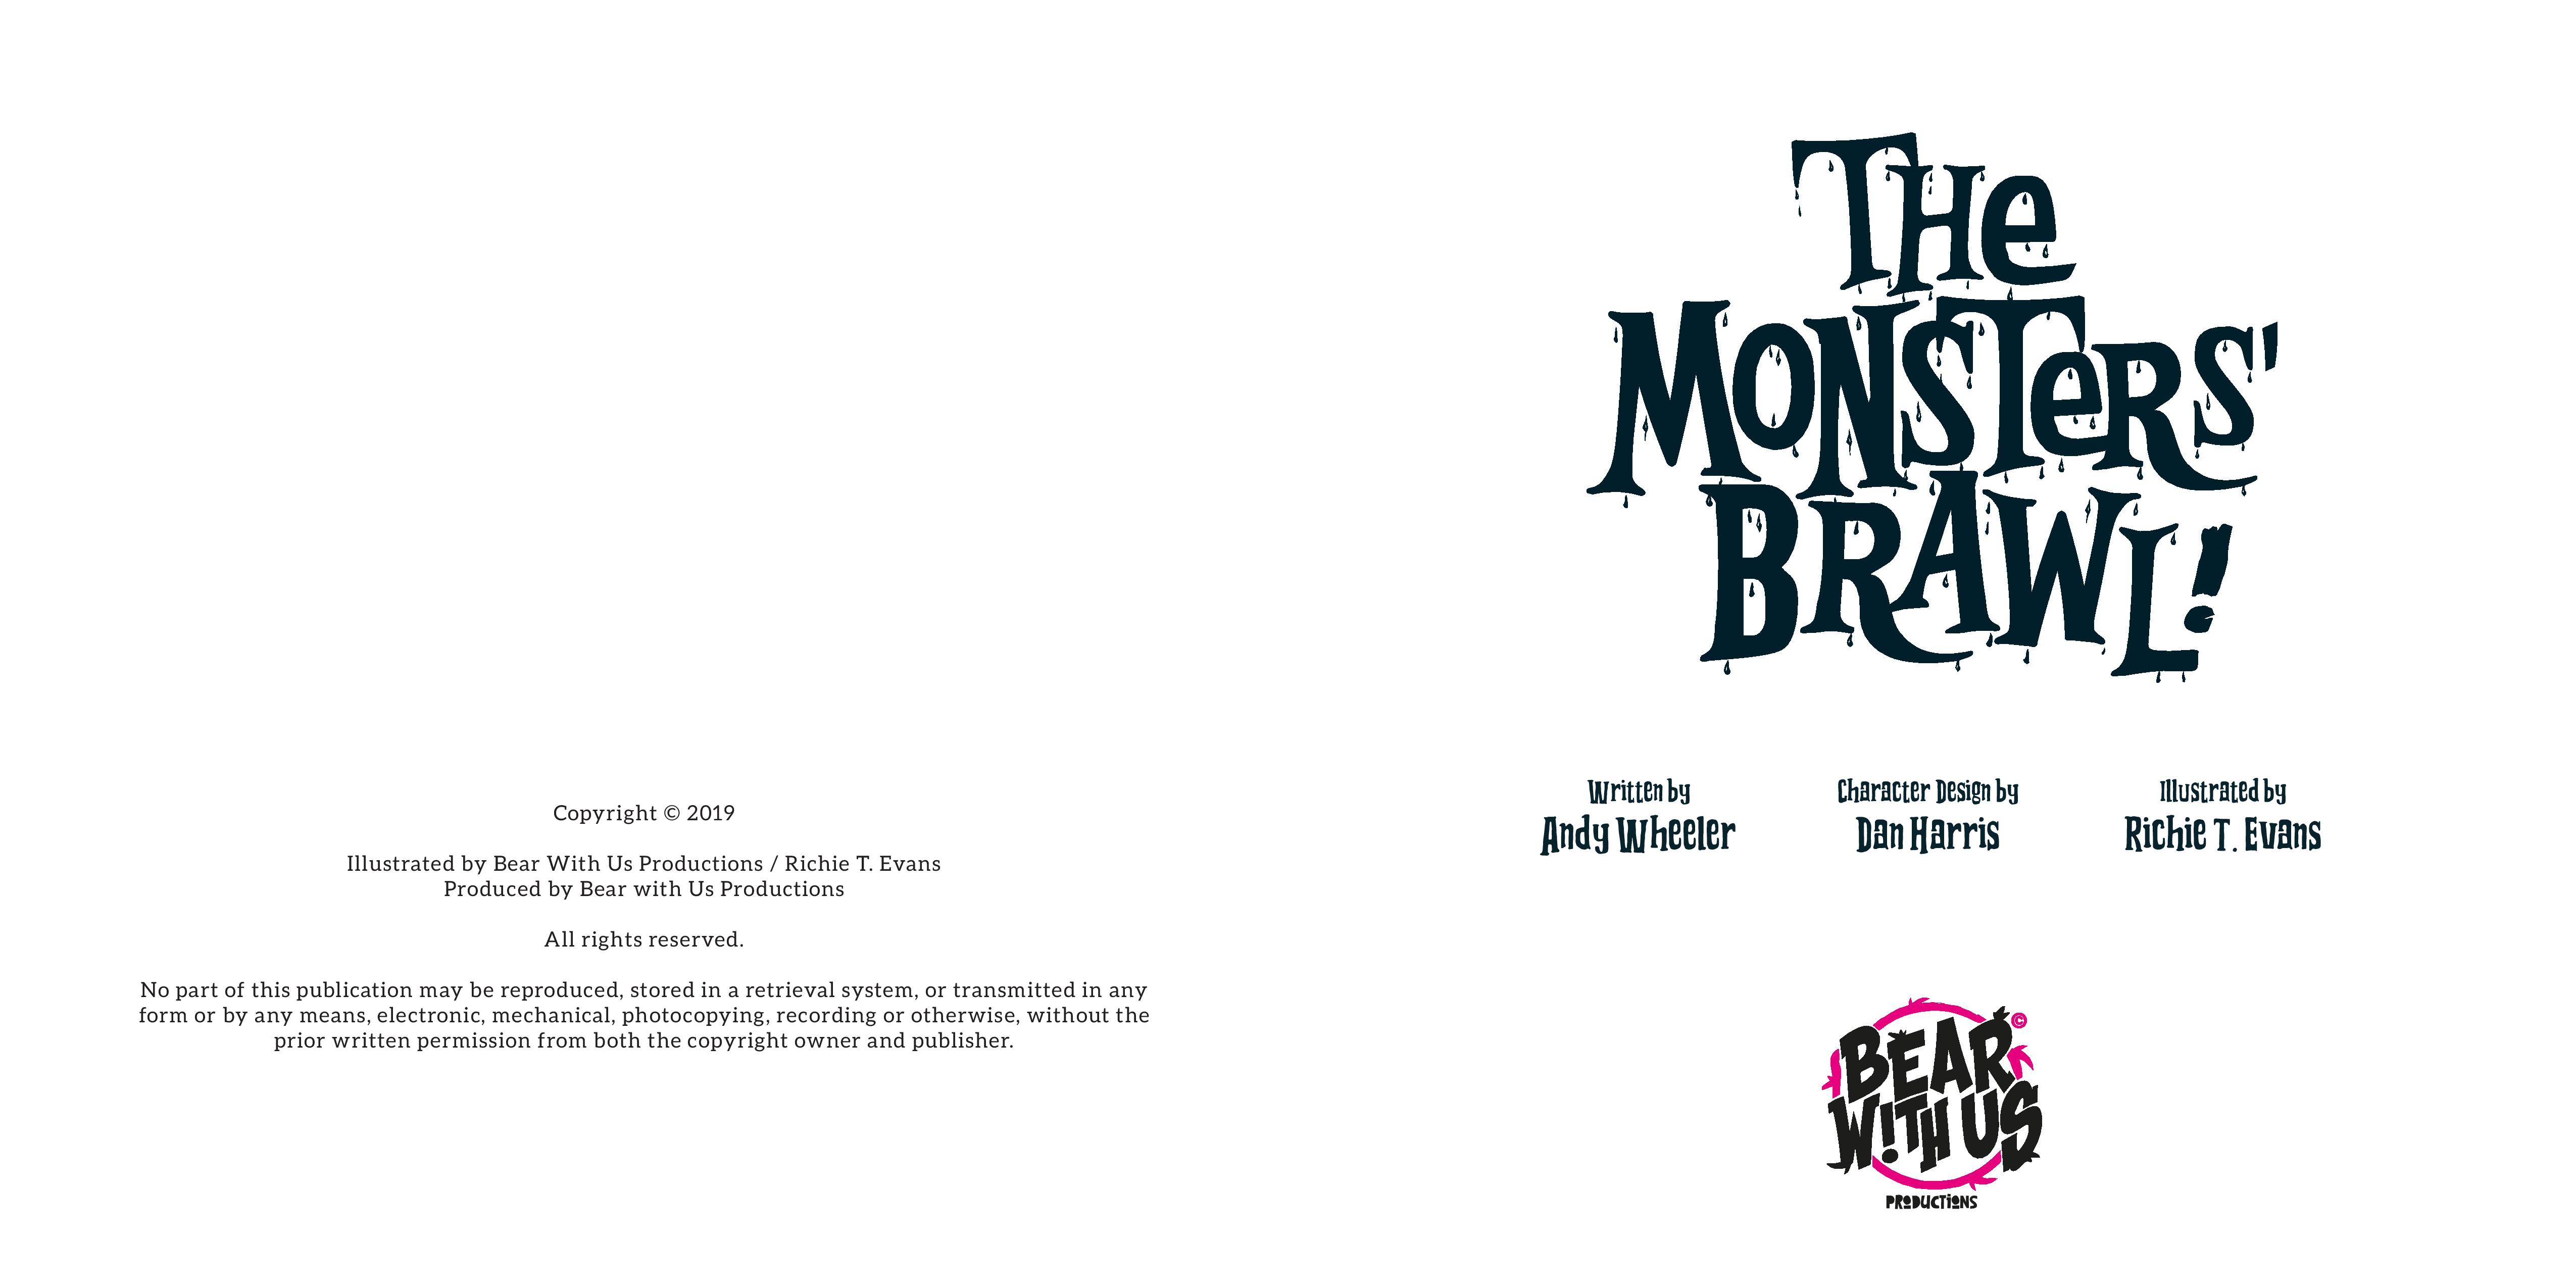 Copyright © 2019
Illustrated by Bear With Us Productions / Richie T. Evans
Produced by Bear with Us Productions
All rights reserved.
No part of this publication may be reproduced, stored in a retrieval system, or transmitted in any
form or by any means, electronic, mechanical, photocopying, recording or otherwise, without the
prior written permission from both the copyright owner and publisher.
THe
MONSTeRS'
BRAWL!
Written by
Andy Wheeler
Character Design by
Dan Harris
Illustrated by
Richie T. Evans
BEAR ©
WITH US
PRODUCTIONS